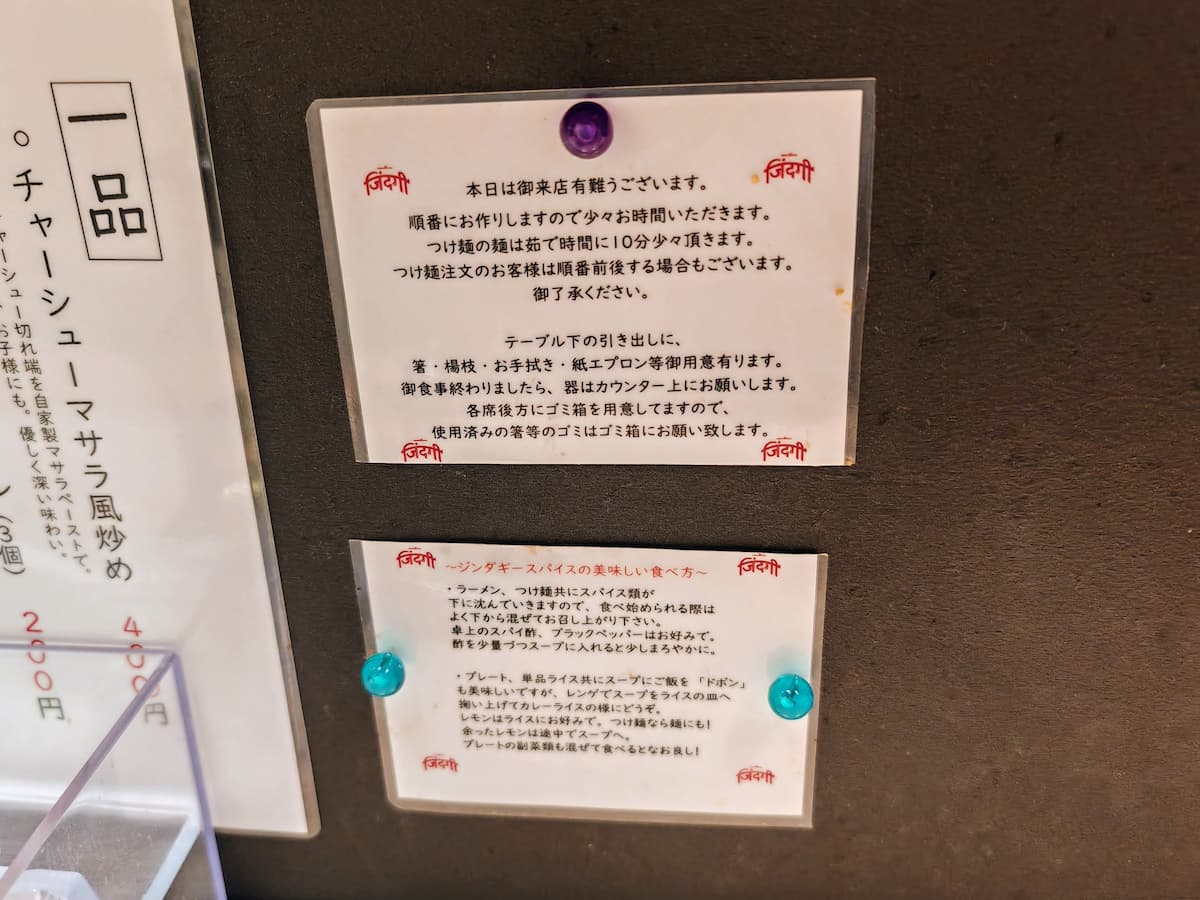 一品
。チャーシューマサラ風炒め
400円
チャーシュー切れ端を自家製マサラペーストで。
お子様にも。優しく深い味わい。
(3個)
200円
जिंदगी
जिंदगी
本日は御来店有難うございます。
順番にお作りしますので少々お時間いただきます。
つけ麺の麺は茹で時間に10分少々頂きます。
つけ麺注文のお客様は順番前後する場合もございます。
御了承ください。
テーブル下の引き出しに、
箸・楊枝・お手拭き・紙エプロン等御用意有ります。
御食事終わりましたら、器はカウンター上にお願いします。
各席後方にゴミ箱を用意してますので、
使用済みの箸等のゴミはゴミ箱にお願い致します。
जिंदगी
जिंदगी
जिंदगी
जिंदगी
~ジンダギースパイスの美味しい食べ方~
・ラーメン、つけ麺共にスパイス類が
下に沈んでいきますので、食べ始められる際は
よく下から混ぜてお召し上がり下さい。
卓上のスパイ酢、ブラックペッパーはお好みで。
酢を少量づつスープに入れると少しまろやかに。
・プレート、単品ライス共にスープにご飯を「ドボン」
も美味しいですが、レンゲでスープをライスの皿へ
掬い上げてカレーライスの様にどうぞ。
レモンはライスにお好みで。つけ麺なら麺にも!
余ったレモンは途中でスープへ。
プレートの副菜類も混ぜて食べるとなお良し!
जिंदगी
जिंदगी